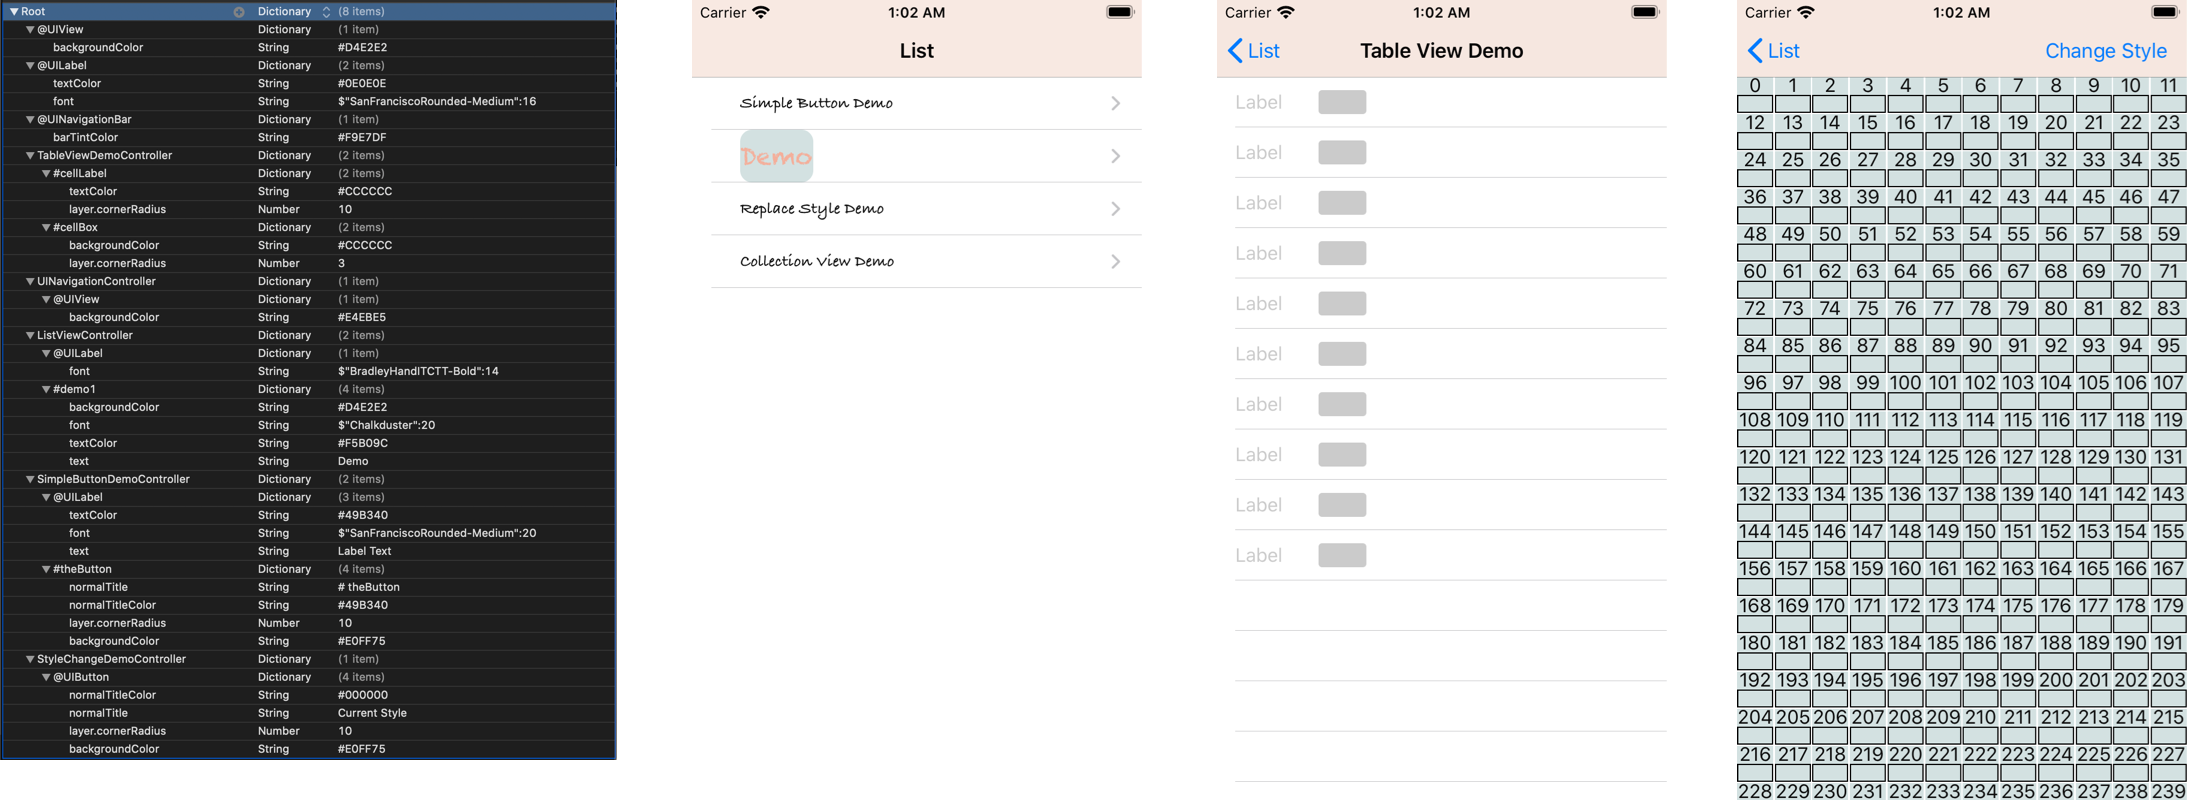 Root Dictionary (8 items)
@UIView Dictionary (1 item)
backgroundColor String #D4E2E2
@UILabel Dictionary (2 items)
textColor String #0E0E0E
font String $"SanFranciscoRounded-Medium":16
@UINavigationBar Dictionary (1 item)
barTintColor String #F9E7DF
TableViewDemoController Dictionary (2 items)
#cellLabel Dictionary (2 items)
textColor String #CCCCCC
layer.cornerRadius Number 10
#cellBox Dictionary (2 items)
backgroundColor String #CCCCCC
layer.cornerRadius Number 3
UINavigationController Dictionary (1 item)
@UIView Dictionary (1 item)
backgroundColor String #E4EBE5
ListViewController Dictionary (2 items)
@UILabel Dictionary (1 item)
font String $"BradleyHandITCTT-Bold":14
#demo1 Dictionary (4 items)
backgroundColor String #D4E2E2
font String $"Chalkduster":20
textColor String #F5B09C
text String Demo
SimpleButtonDemoController Dictionary (2 items)
@UILabel Dictionary (3 items)
textColor String #49B340
font String $"SanFranciscoRounded-Medium":20
text String Label Text
#theButton Dictionary (4 items)
normalTitle String # theButton
normalTitleColor String #49B340
layer.cornerRadius Number 10
backgroundColor String #E0FF75
StyleChangeDemoController Dictionary (1 item)
@UIButton Dictionary (4 items)
normalTitleColor String #000000
normalTitle String Current Style
layer.cornerRadius Number 10
backgroundColor String #E0FF75
Carrier 1:02 AM
List
Simple Button Demo
Demo
Replace Style Demo
Collection View Demo
Carrier 1:02 AM
List Table View Demo
Label
Label
Label
Label
Label
Label
Label
Label
Label
Label
Carrier 1:02 AM
List Change Style
0 1 2 3 4 5 6 7 8 9 10 11
12 13 14 15 16 17 18 19 20 21 22 23
24 25 26 27 28 29 30 31 32 33 34 35
36 37 38 39 40 41 42 43 44 45 46 47
48 49 50 51 52 53 54 55 56 57 58 59
60 61 62 63 64 65 66 67 68 69 70 71
72 73 74 75 76 77 78 79 80 81 82 83
84 85 86 87 88 89 90 91 92 93 94 95
96 97 98 99 100 101 102 103 104 105 106 107
108 109 110 111 112 113 114 115 116 117 118 119
120 121 122 123 124 125 126 127 128 129 130 131
132 133 134 135 136 137 138 139 140 141 142 143
144 145 146 147 148 149 150 151 152 153 154 155
156 157 158 159 160 161 162 163 164 165 166 167
168 169 170 171 172 173 174 175 176 177 178 179
180 181 182 183 184 185 186 187 188 189 190 191
192 193 194 195 196 197 198 199 200 201 202 203
204 205 206 207 208 209 210 211 212 213 214 215
216 217 218 219 220 221 222 223 224 225 226 227
228 229 230 231 232 233 234 235 236 237 238 239